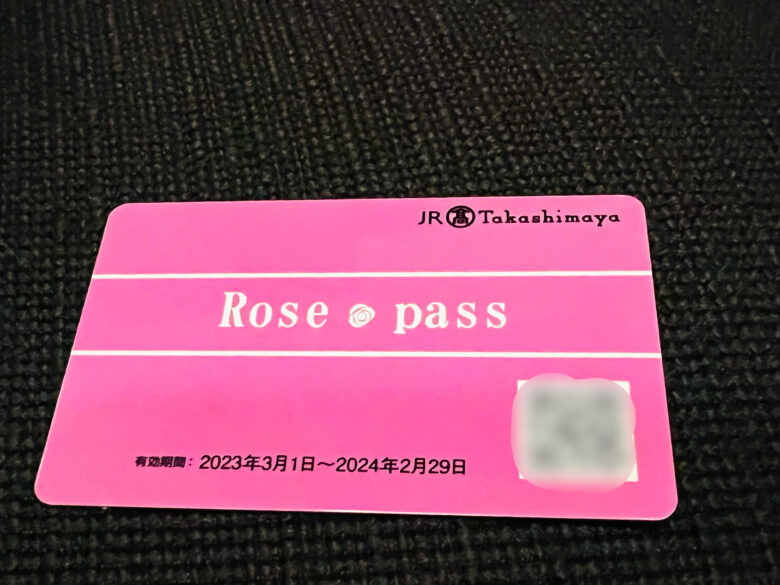 JR 髙 Takashimaya
Rose pass
有効期間：2023年3月1日～2024年2月29日